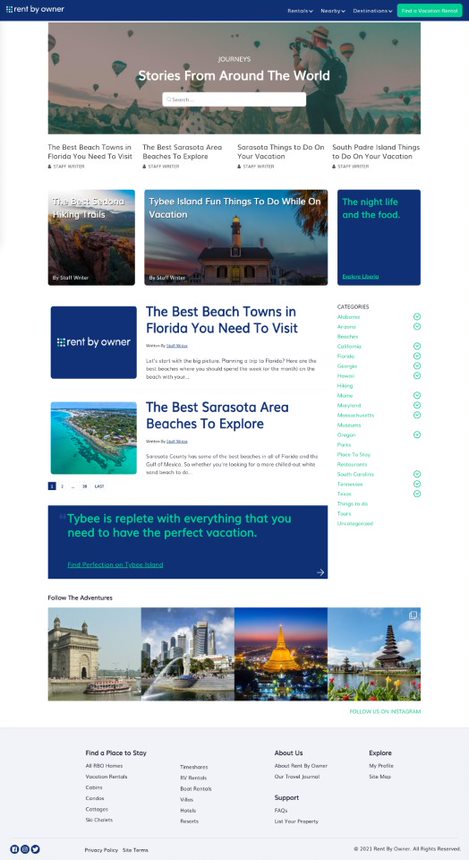 rent by owner
Rentals
Nearby
Destinations
Find a Vacation Rental
JOURNEYS
Stories From Around The World
Search ...
The Best Beach Towns in
Florida You Need To Visit
STAFF WRITER
The Best Sarasota Area
Beaches To Explore
STAFF WRITER
Sarasota Things to Do On
Your Vacation
STAFF WRITER
South Padre Island Things
to Do On Your Vacation
STAFF WRITER
The Best Sedona
Hiking Trails
By Staff Writer
Tybee Island Fun Things To Do While On
Vacation
By Staff Writer
The night life
and the food.
Explore Liberia
rent by owner
The Best Beach Towns in
Florida You Need To Visit
Written By Staff Writer
Let's start with the big picture. Planning a trip to Florida? Here are the
best beaches where you should spend the week (or the month) on the
beach with your...
The Best Sarasota Area
Beaches To Explore
Written By Staff Writer
Sarasota County has some of the best beaches in all of Florida and the
Gulf of Mexico. So whether you're looking for a more chilled out white
sand beach to do...
1 2 ... 38 LAST
CATEGORIES
Alabama
Arizona
Beaches
California
Florida
Georgia
Hawaii
Hiking
Maine
Maryland
Massachusetts
Museums
Oregon
Parks
Place To Stay
Restaurants
South Carolina
Tennessee
Texas
Things to do
Tours
Uncategorized
"Tybee is replete with everything that you
need to have the perfect vacation.
Find Perfection on Tybee Island
Follow The Adventures
FOLLOW US ON INSTAGRAM
Find a Place to Stay
All RBO Homes
Vacation Rentals
Cabins
Condos
Cottages
Ski Chalets
Timeshares
RV Rentals
Boat Rentals
Villas
Hotels
Resorts
About Us
About Rent By Owner
Our Travel Journal
Support
FAQs
List Your Property
Explore
My Profile
Site Map
Privacy Policy
Site Terms
© 2021 Rent By Owner. All Rights Reserved.